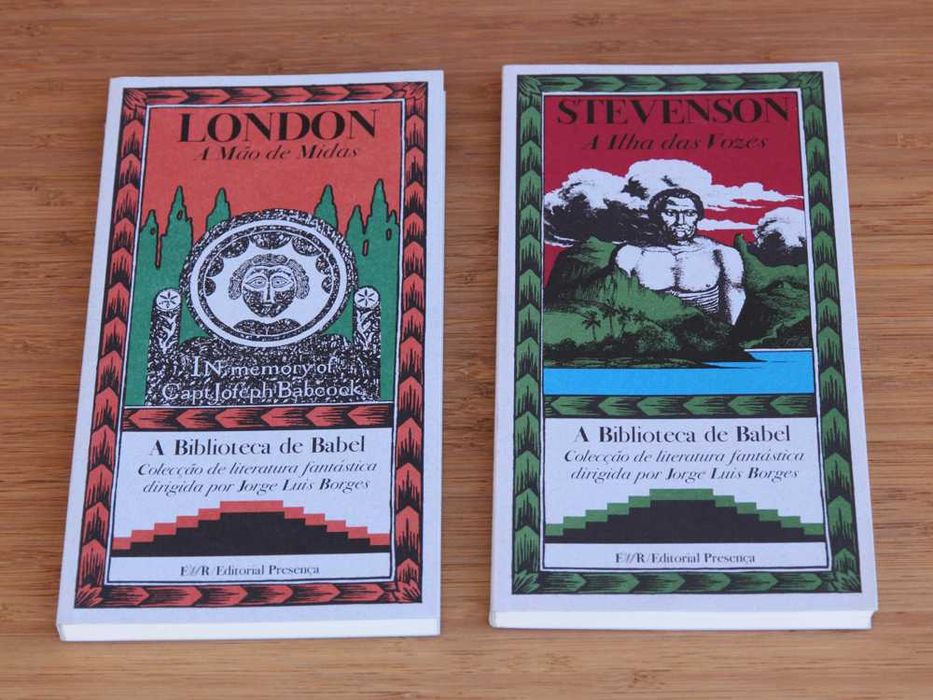 LONDON
A Mão de Midas
IN memory of
Capt Joſeph Babcock
A Biblioteca de Babel
Colecção de literatura fantástica
dirigida por Jorge Luis Borges
FMR/Editorial Presença
STEVENSON
A Ilha das Vozes
A Biblioteca de Babel
Colecção de literatura fantástica
dirigida por Jorge Luis Borges
FMR/Editorial Presença